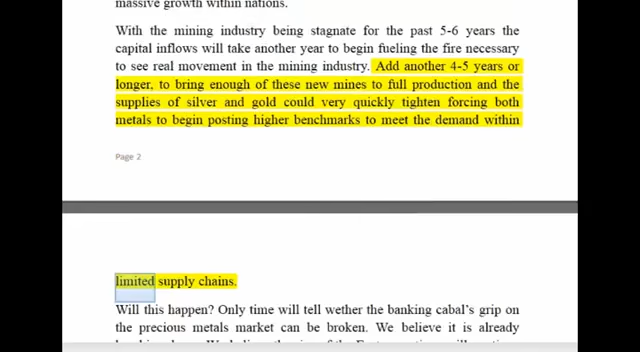 massive growth within nations.
With the mining industry being stagnate for the past 5-6 years the
capital inflows will take another year to begin fueling the fire necessary
to see real movement in the mining industry. Add another 4-5 years or
longer, to bring enough of these new mines to full production and the
supplies of silver and gold could very quickly tighten forcing both
metals to begin posting higher benchmarks to meet the demand within
Page 2
limited supply chains.
Will this happen? Only time will tell wether the banking cabal's grip on
the precious metals market can be broken. We believe it is already